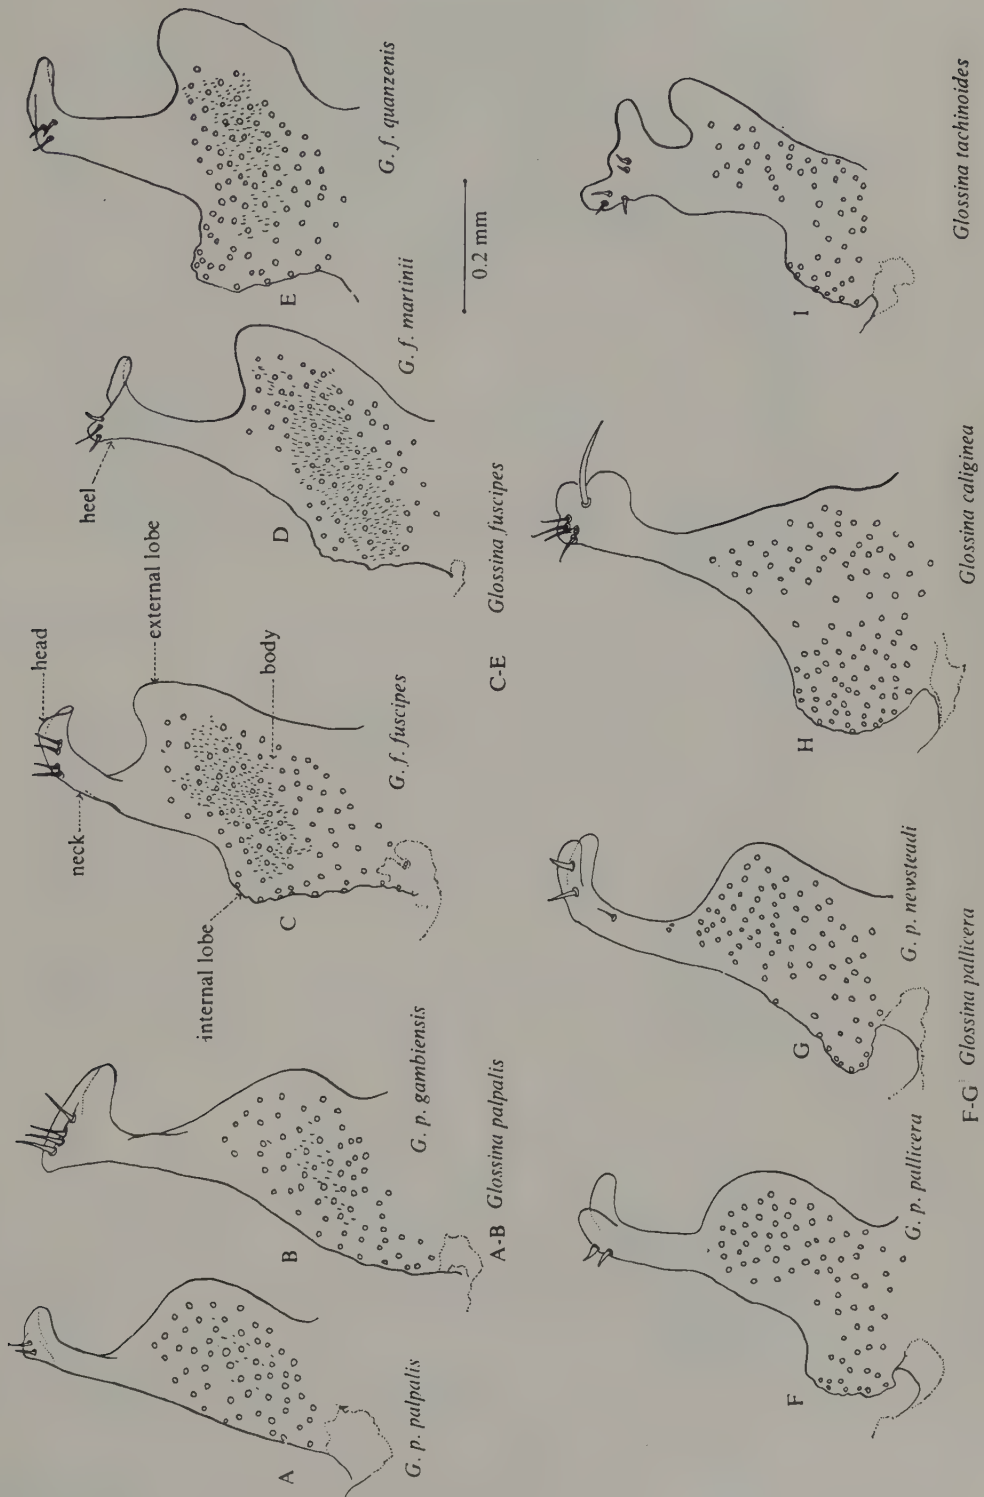 A
G. p. palpalis
B
G. p. gambiensis
A-B Glossina palpalis
internal lobe
neck
head
external lobe
body
C
G. f. fuscipes
heel
D
G. f. martinii
E
G. f. quanzenis
C-E Glossina fuscipes
0.2 mm
F
G. p. pallicera
G
G. p. newsteadi
F-G Glossina pallicera
H
Glossina caliginea
I
Glossina tachinoides